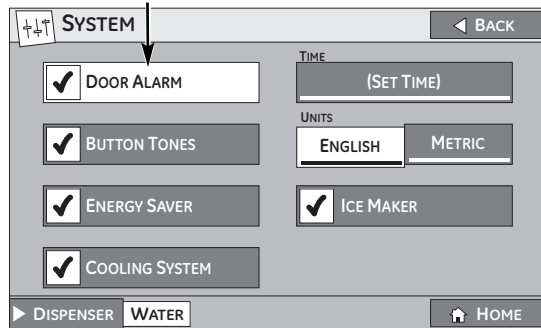 SYSTEM
BACK
DOOR ALARM
TIME
(SET TIME)
BUTTON TONES
UNITS
ENGLISH METRIC
ENERGY SAVER
ICE MAKER
COOLING SYSTEM
DISPENSER WATER
HOME